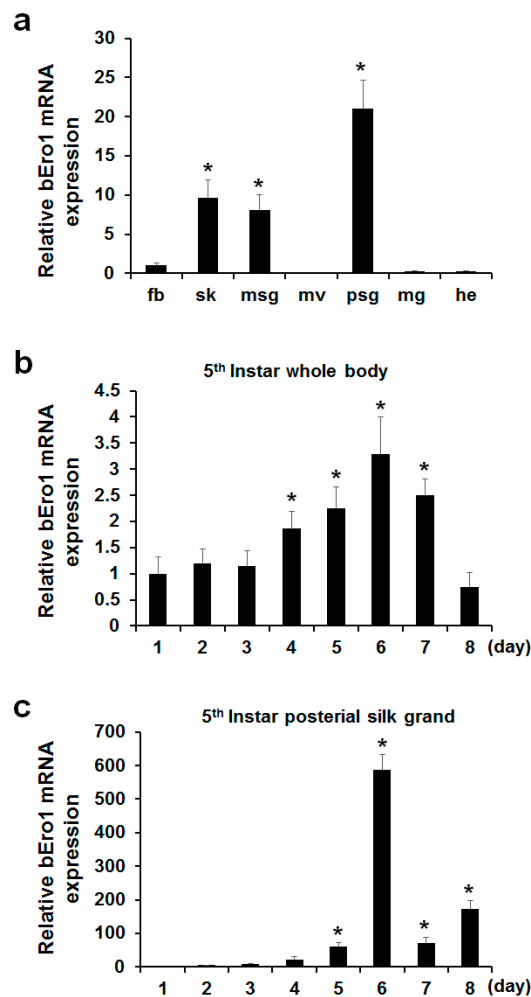 a
Relative bEro1 mRNA
expression
30
25
20
15
10
5
0
* * *
fb sk msg mv psg mg he
b
5th Instar whole body
Relative bEro1 mRNA
expression
4.5
4
3.5
3
2.5
2
1.5
1
0.5
0
* * * *
1 2 3 4 5 6 7 8 (day)
c
5th Instar posterial silk grand
Relative bEro1 mRNA
expression
700
600
500
400
300
200
100
0
* * * *
1 2 3 4 5 6 7 8 (day)